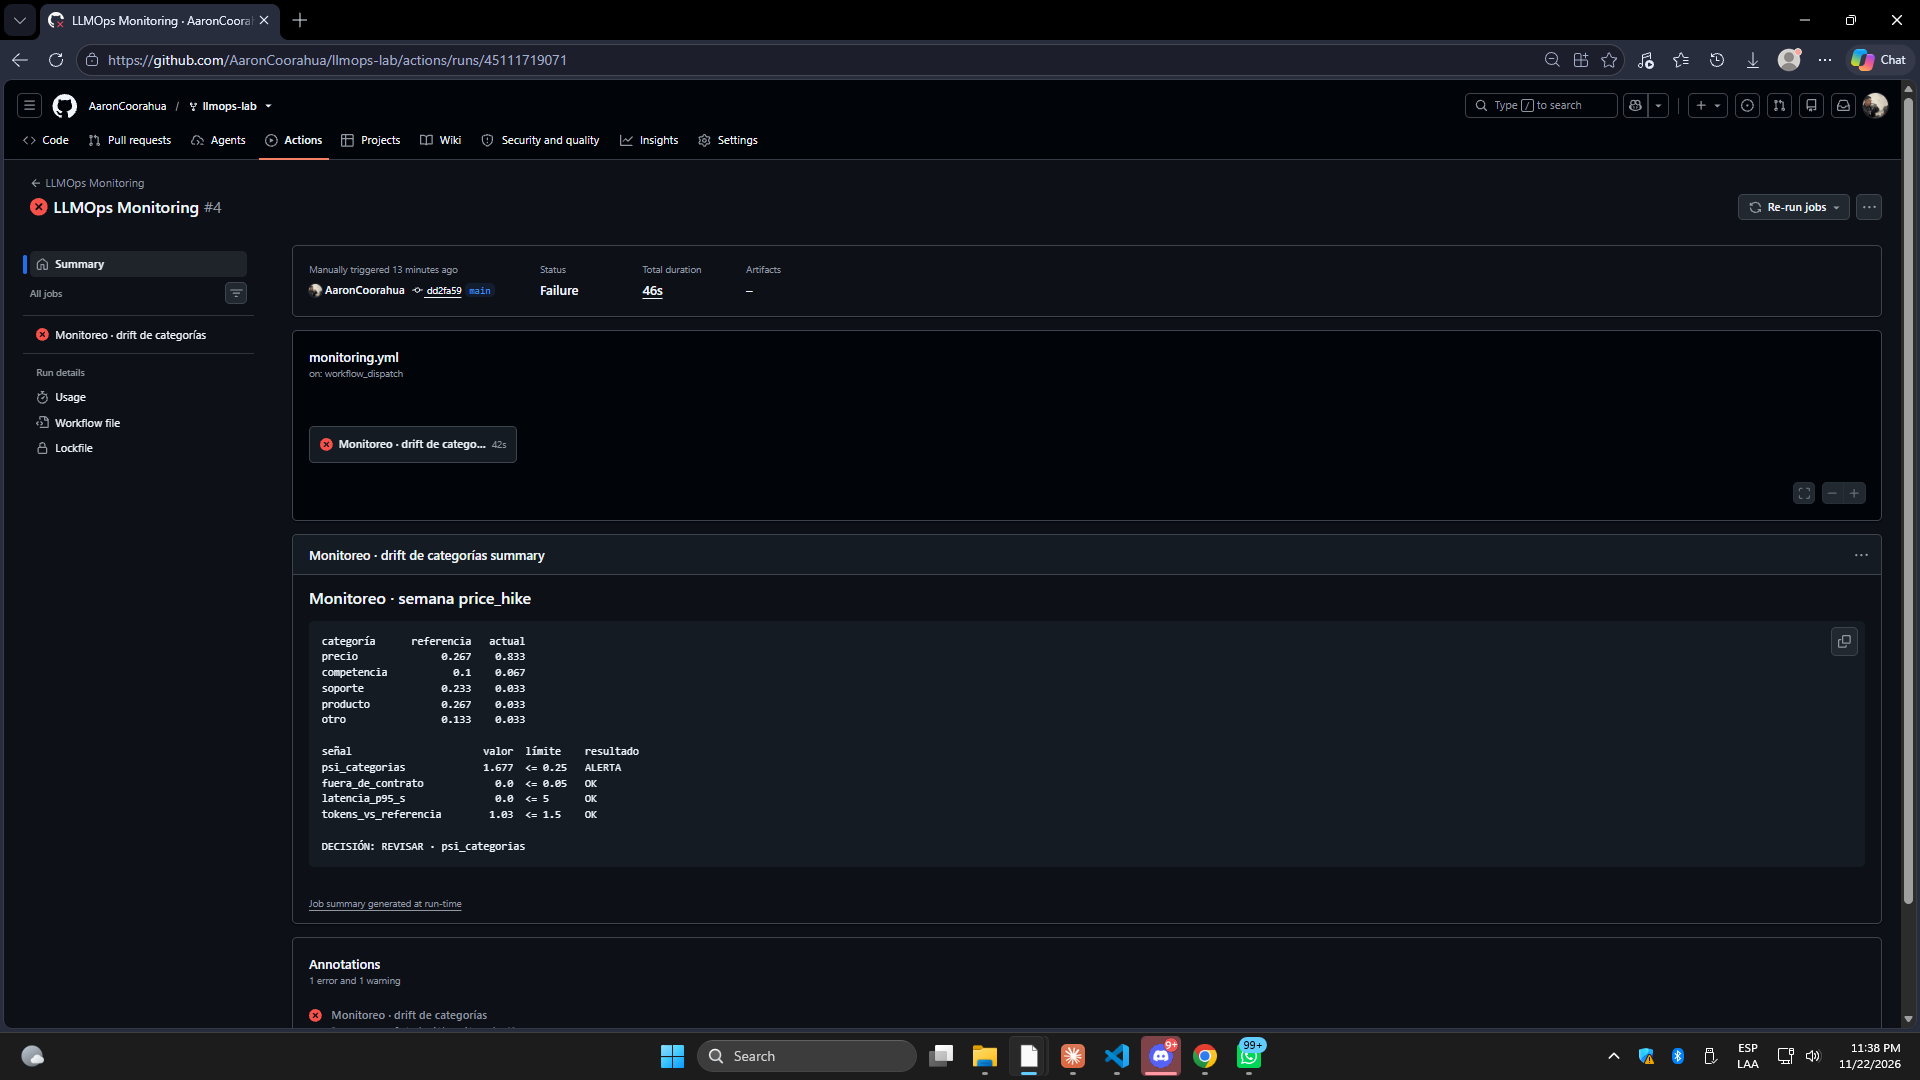 LLMOps Monitoring · AaronCoora
https://github.com/AaronCoorahua/llmops-lab/actions/runs/45111719071
Chat
AaronCoorahua / llmops-lab
Type / to search
Code
Pull requests
Agents
Actions
Projects
Wiki
Security and quality
Insights
Settings
LLMOps Monitoring
LLMOps Monitoring #4
Re-run jobs
Summary
All jobs
Monitoreo · drift de categorías
Run details
Usage
Workflow file
Lockfile
Manually triggered 13 minutes ago
AaronCoorahua dd2fa59 main
Status
Failure
Total duration
46s
Artifacts
–
monitoring.yml
on: workflow_dispatch
Monitoreo · drift de catego... 42s
Monitoreo · drift de categorías summary
Monitoreo · semana price_hike
categoría referencia actual
precio 0.267 0.833
competencia 0.1 0.067
soporte 0.233 0.033
producto 0.267 0.033
otro 0.133 0.033
señal valor límite resultado
psi_categorias 1.677 <= 0.25 ALERTA
fuera_de_contrato 0.0 <= 0.05 OK
latencia_p95_s 0.0 <= 5 OK
tokens_vs_referencia 1.03 <= 1.5 OK
DECISIÓN: REVISAR · psi_categorias
Job summary generated at run-time
Annotations
1 error and 1 warning
Monitoreo · drift de categorías
Search
9+
99+
ESP
LAA
11:38 PM
11/22/2026